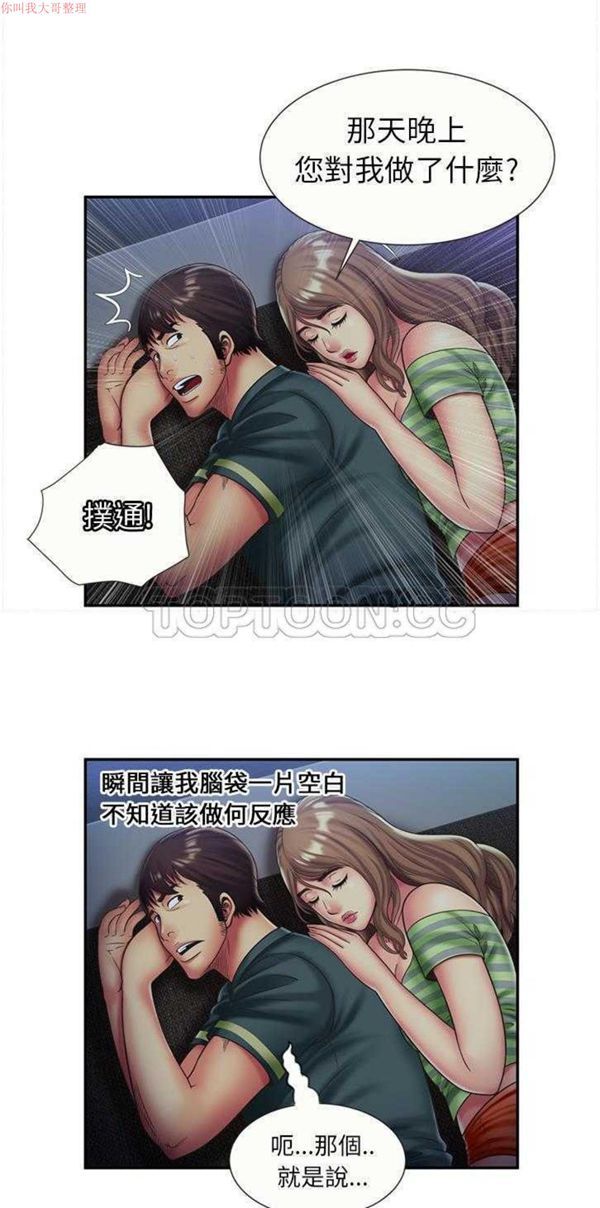 你叫我大哥整理
那天晚上
您對我做了什麼?
撲通!
TOPTOON.CC
瞬間讓我腦袋一片空白
不知道該做何反應
呃...那個..
就是說...